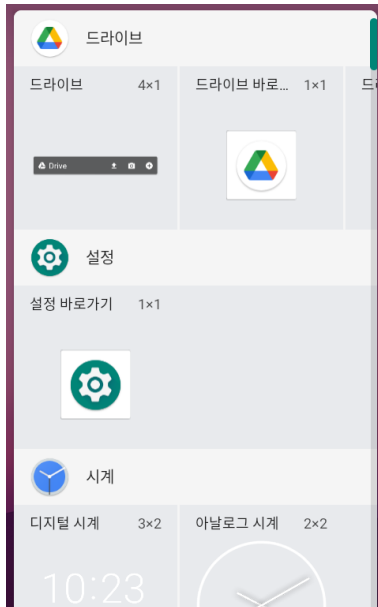 드라이브
드라이브 4×1
드라이브 바로... 1×1
Drive
설정
설정 바로가기 1×1
시계
디지털 시계 3×2
아날로그 시계 2×2
10:23